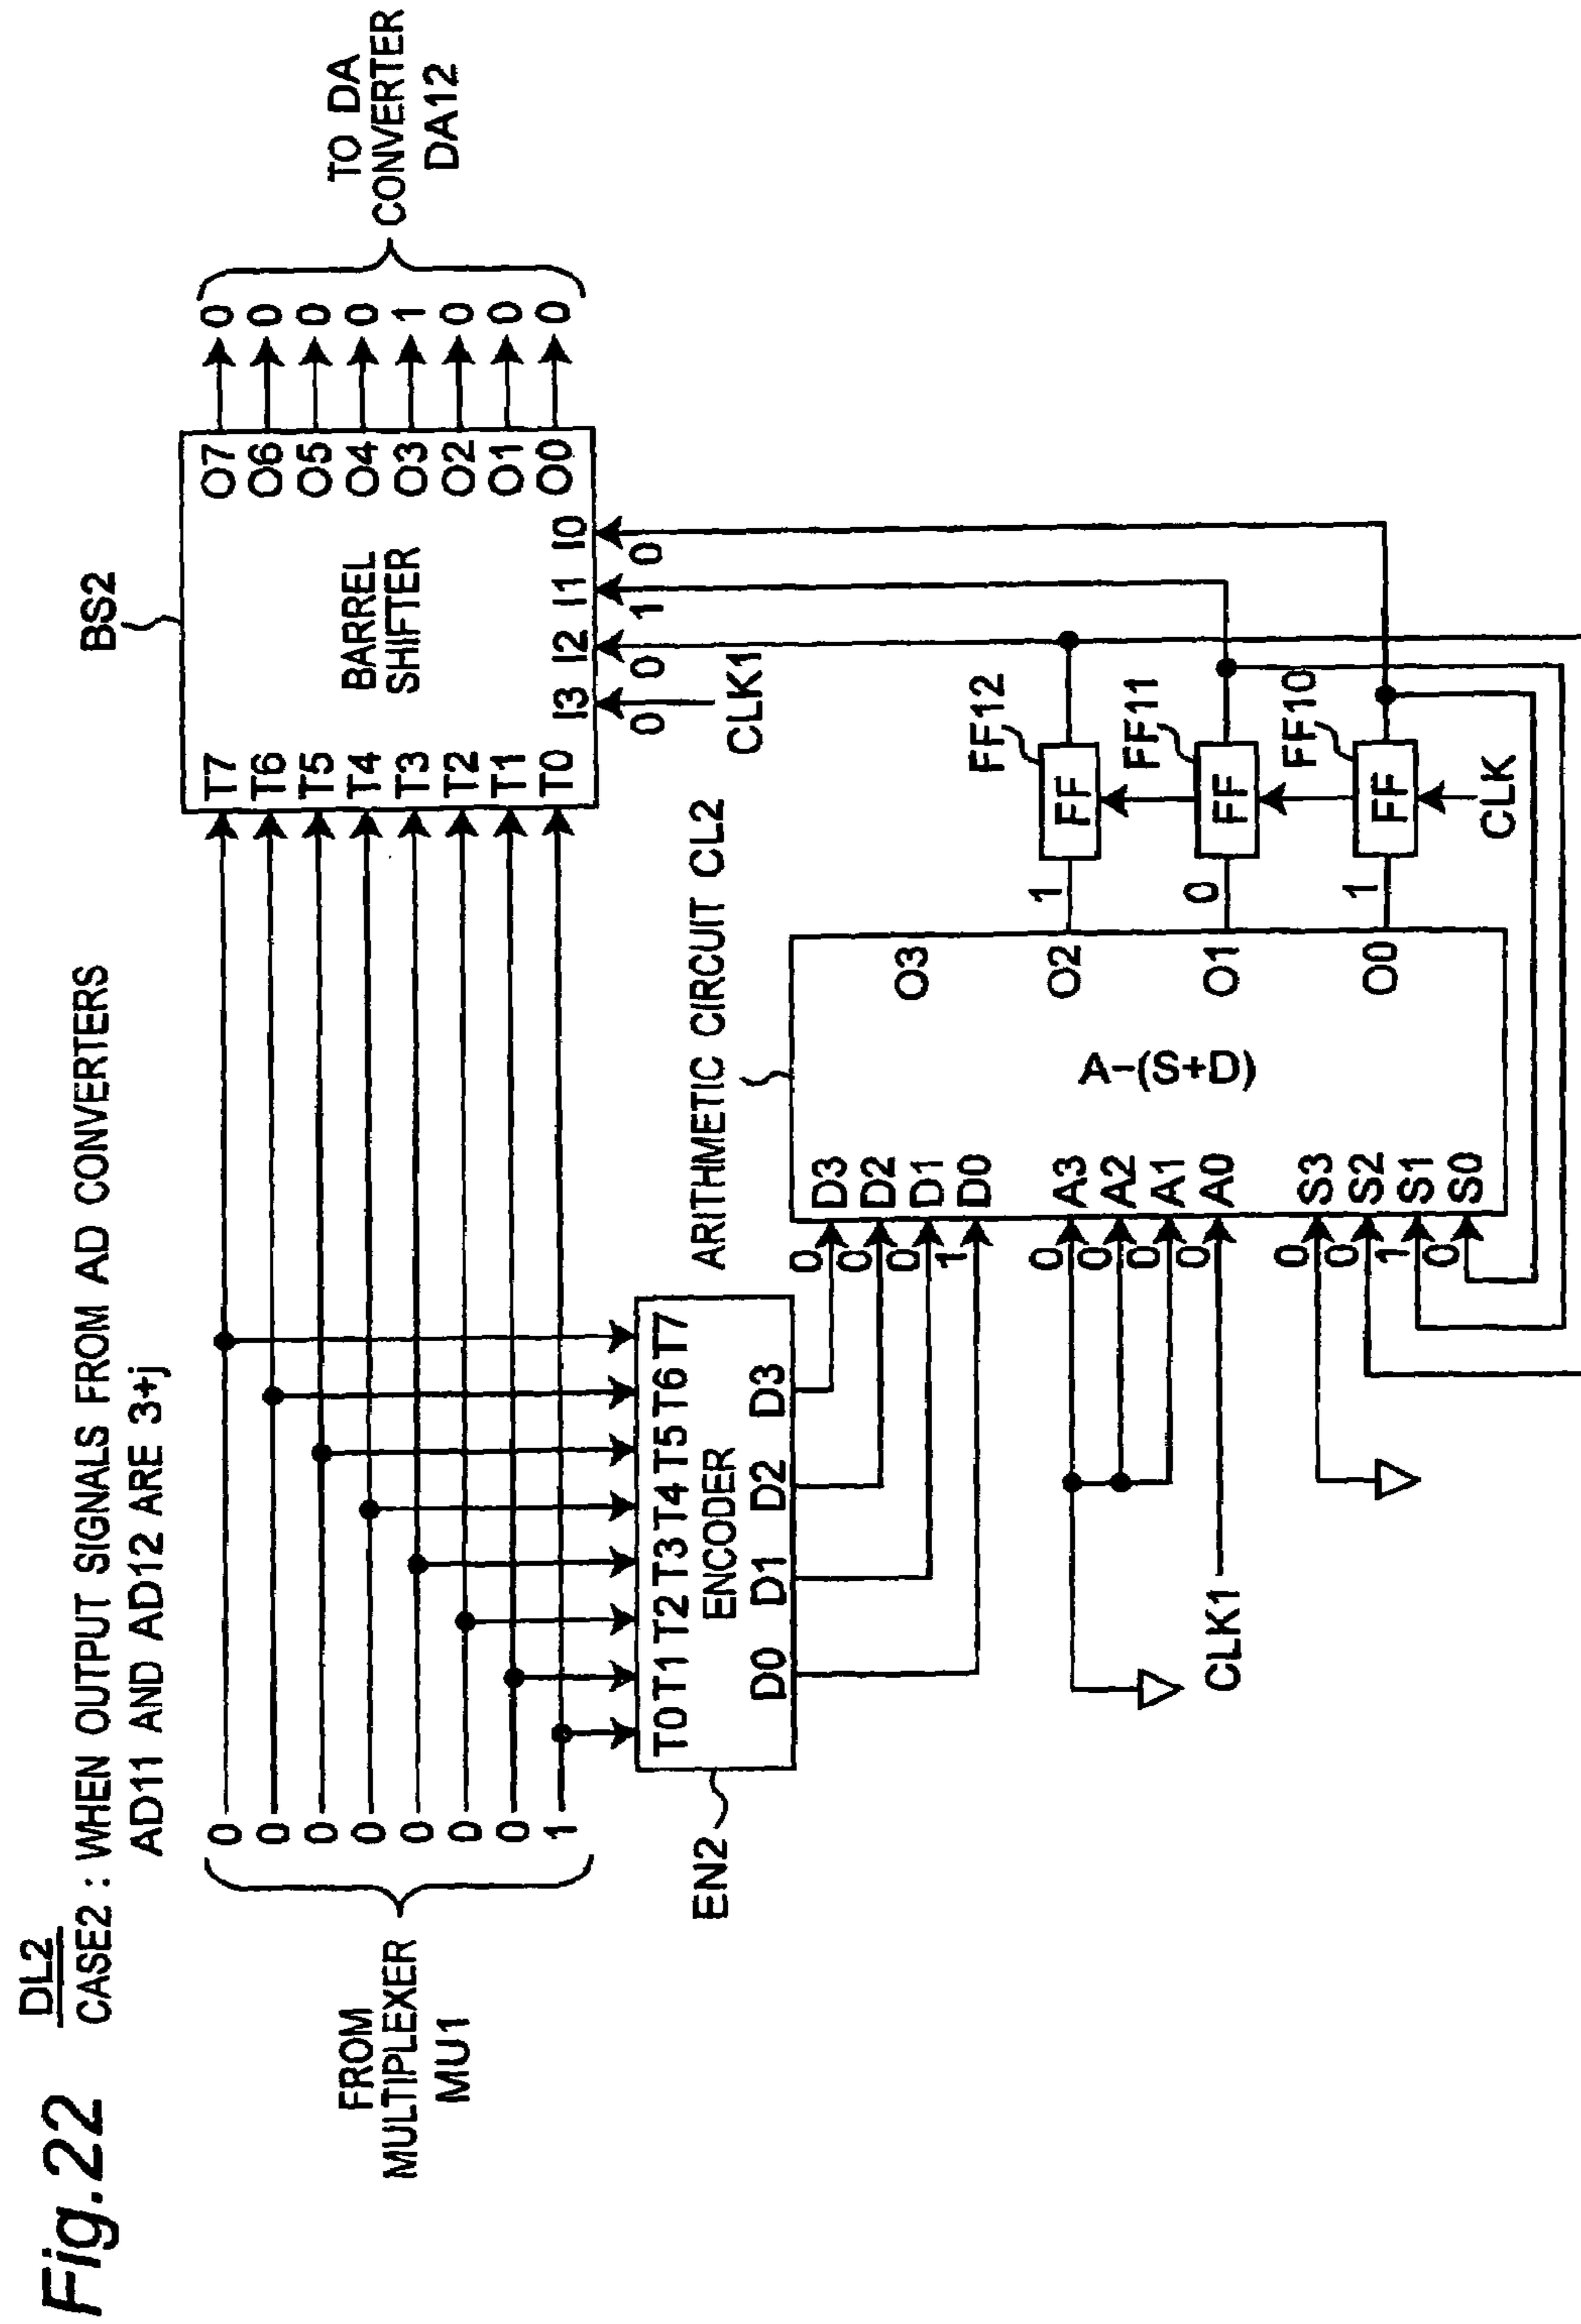 Fig.22
DL2
CASE2 : WHEN OUTPUT SIGNALS FROM AD CONVERTERS
AD11 AND AD12 ARE 3+j
FROM
MULTIPLEXER
MU1
0
0
0
0
0
0
0
1
BS2
T7
T6
T5
T4
T3
T2
T1
T0
BARREL
SHIFTER
O7
O6
O5
O4
O3
O2
O1
O0
0
0
0
0
1
0
0
0
TO DA
CONVERTER
DA12
I3 I2 I1 I0
0 0 1 0
CLK1
EN2
T0 T1 T2 T3 T4 T5 T6 T7
ENCODER
D0 D1 D2 D3
ARITHMETIC CIRCUIT CL2
0 D3
0 D2
0 D1
1 D0
0 A3
0 A2
0 A1
0 A0
CLK1
0 S3
0 S2
1 S1
0 S0
A-(S+D)
O3
O2 1
O1 0
O0 1
FF12
FF
FF11
FF
FF10
FF
CLK